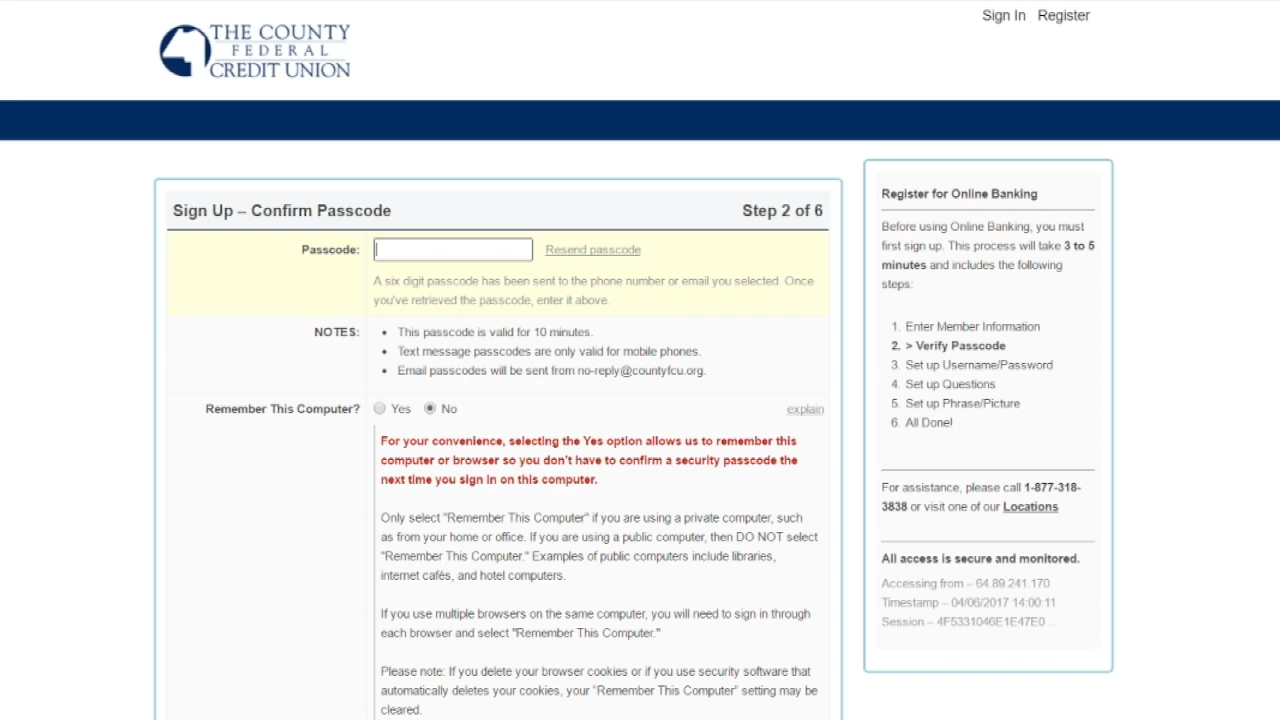 Sign In Register
THE COUNTY
FEDERAL
CREDIT UNION
Sign Up – Confirm Passcode Step 2 of 6
Passcode: Resend passcode
A six digit passcode has been sent to the phone number or email you selected. Once
you've retrieved the passcode, enter it above.
NOTES: • This passcode is valid for 10 minutes.
• Text message passcodes are only valid for mobile phones.
• Email passcodes will be sent from no-reply@countyfcu.org.
Remember This Computer? Yes No explain
For your convenience, selecting the Yes option allows us to remember this
computer or browser so you don't have to confirm a security passcode the
next time you sign in on this computer.
Only select "Remember This Computer" if you are using a private computer, such
as from your home or office. If you are using a public computer, then DO NOT select
"Remember This Computer." Examples of public computers include libraries,
internet cafés, and hotel computers.
If you use multiple browsers on the same computer, you will need to sign in through
each browser and select "Remember This Computer."
Please note: If you delete your browser cookies or if you use security software that
automatically deletes your cookies, your "Remember This Computer" setting may be
cleared.
Register for Online Banking
Before using Online Banking, you must
first sign up. This process will take 3 to 5
minutes and includes the following
steps:
1. Enter Member Information
2. > Verify Passcode
3. Set up Username/Password
4. Set up Questions
5. Set up Phrase/Picture
6. All Done!
For assistance, please call 1-877-318-
3838 or visit one of our Locations
All access is secure and monitored.
Accessing from – 64.89.241.170
Timestamp – 04/06/2017 14:00:11
Session – 4F5331046E1E47E0 ...